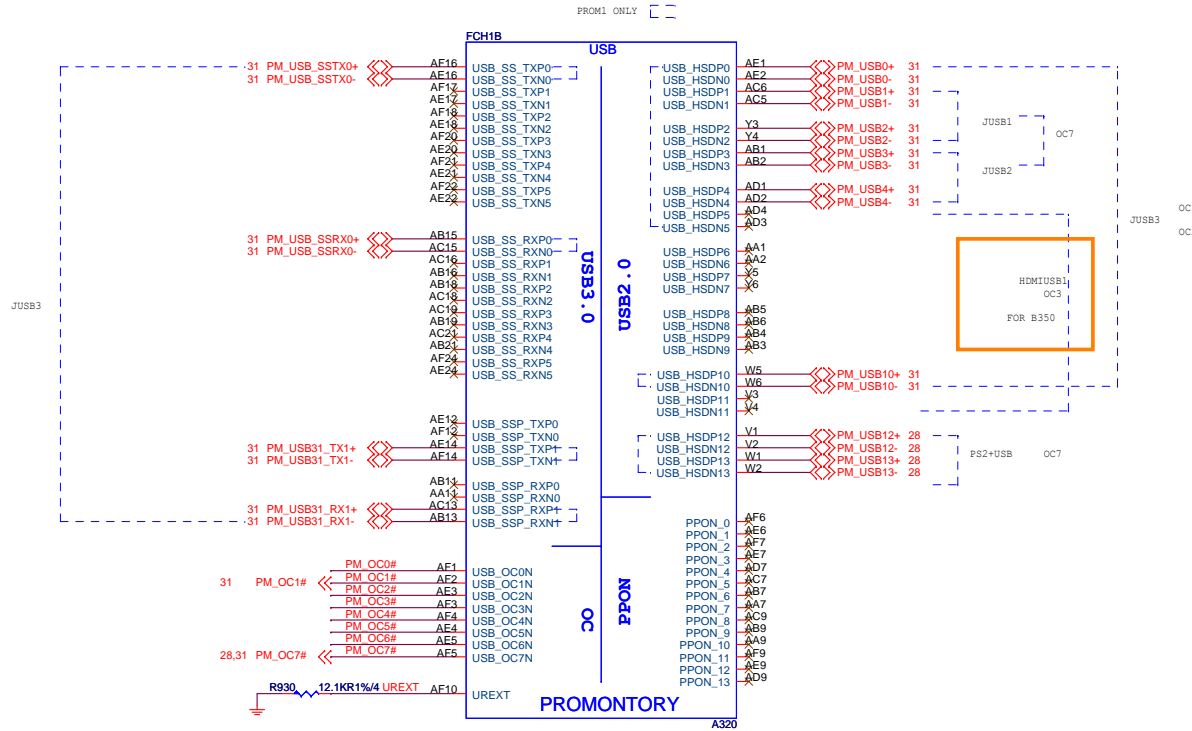 PROM1 ONLY
FCH1B
USB
31 PM_USB_SSTX0+ AF16 USB_SS_TXP0
31 PM_USB_SSTX0- AE16 USB_SS_TXN0
AF17 USB_SS_TXP1
AE17 USB_SS_TXN1
AF18 USB_SS_TXP2
AE18 USB_SS_TXN2
AF20 USB_SS_TXP3
AE20 USB_SS_TXN3
AF21 USB_SS_TXP4
AE21 USB_SS_TXN4
AF22 USB_SS_TXP5
AE22 USB_SS_TXN5
31 PM_USB_SSRX0+ AB15 USB_SS_RXP0
31 PM_USB_SSRX0- AC15 USB_SS_RXN0
AC16 USB_SS_RXP1
AB16 USB_SS_RXN1
AB18 USB_SS_RXP2
AC18 USB_SS_RXN2
AC19 USB_SS_RXP3
AB19 USB_SS_RXN3
AC21 USB_SS_RXP4
AB21 USB_SS_RXN4
AF24 USB_SS_RXP5
AE24 USB_SS_RXN5
JUSB3
AE12 USB_SSP_TXP0
AF12 USB_SSP_TXN0
31 PM_USB31_TX1+ AE14 USB_SSP_TXP1
31 PM_USB31_TX1- AF14 USB_SSP_TXN1
AB11 USB_SSP_RXP0
AA11 USB_SSP_RXN0
31 PM_USB31_RX1+ AC13 USB_SSP_RXP1
31 PM_USB31_RX1- AB13 USB_SSP_RXN1
PM_OC0# AF1 USB_OC0N
31 PM_OC1# PM_OC1# AF2 USB_OC1N
PM_OC2# AE3 USB_OC2N
PM_OC3# AF3 USB_OC3N
PM_OC4# AF4 USB_OC4N
PM_OC5# AE4 USB_OC5N
PM_OC6# AE5 USB_OC6N
28,31 PM_OC7# PM_OC7# AF5 USB_OC7N
R930 12.1KR1%/4 UREXT AF10 UREXT
USB3.0
USB2.0
OC
PPON
USB_HSDP0 AE1 PM_USB0+ 31
USB_HSDN0 AE2 PM_USB0- 31
USB_HSDP1 AC6 PM_USB1+ 31
USB_HSDN1 AC5 PM_USB1- 31
USB_HSDP2 Y3 PM_USB2+ 31
USB_HSDN2 Y4 PM_USB2- 31
USB_HSDP3 AB1 PM_USB3+ 31
USB_HSDN3 AB2 PM_USB3- 31
USB_HSDP4 AD1 PM_USB4+ 31
USB_HSDN4 AD2 PM_USB4- 31
USB_HSDP5 AD4
USB_HSDN5 AD3
USB_HSDP6 AA1
USB_HSDN6 AA2
USB_HSDP7 Y5
USB_HSDN7 Y6
USB_HSDP8 AB5
USB_HSDN8 AB6
USB_HSDP9 AB4
USB_HSDN9 AB3
USB_HSDP10 W5 PM_USB10+ 31
USB_HSDN10 W6 PM_USB10- 31
USB_HSDP11 V3
USB_HSDN11 V4
USB_HSDP12 V1 PM_USB12+ 28
USB_HSDN12 V2 PM_USB12- 28
USB_HSDP13 W1 PM_USB13+ 28
USB_HSDN13 W2 PM_USB13- 28
PPON_0 AF6
PPON_1 AE6
PPON_2 AF7
PPON_3 AE7
PPON_4 AD7
PPON_5 AC7
PPON_6 AB7
PPON_7 AA7
PPON_8 AC9
PPON_9 AB9
PPON_10 AA9
PPON_11 AF9
PPON_12 AE9
PPON_13 AD9
JUSB1
OC7
JUSB2
JUSB3
OC
HDMIUSB1
OC3
FOR B350
PS2+USB OC7
PROMONTORY
A320